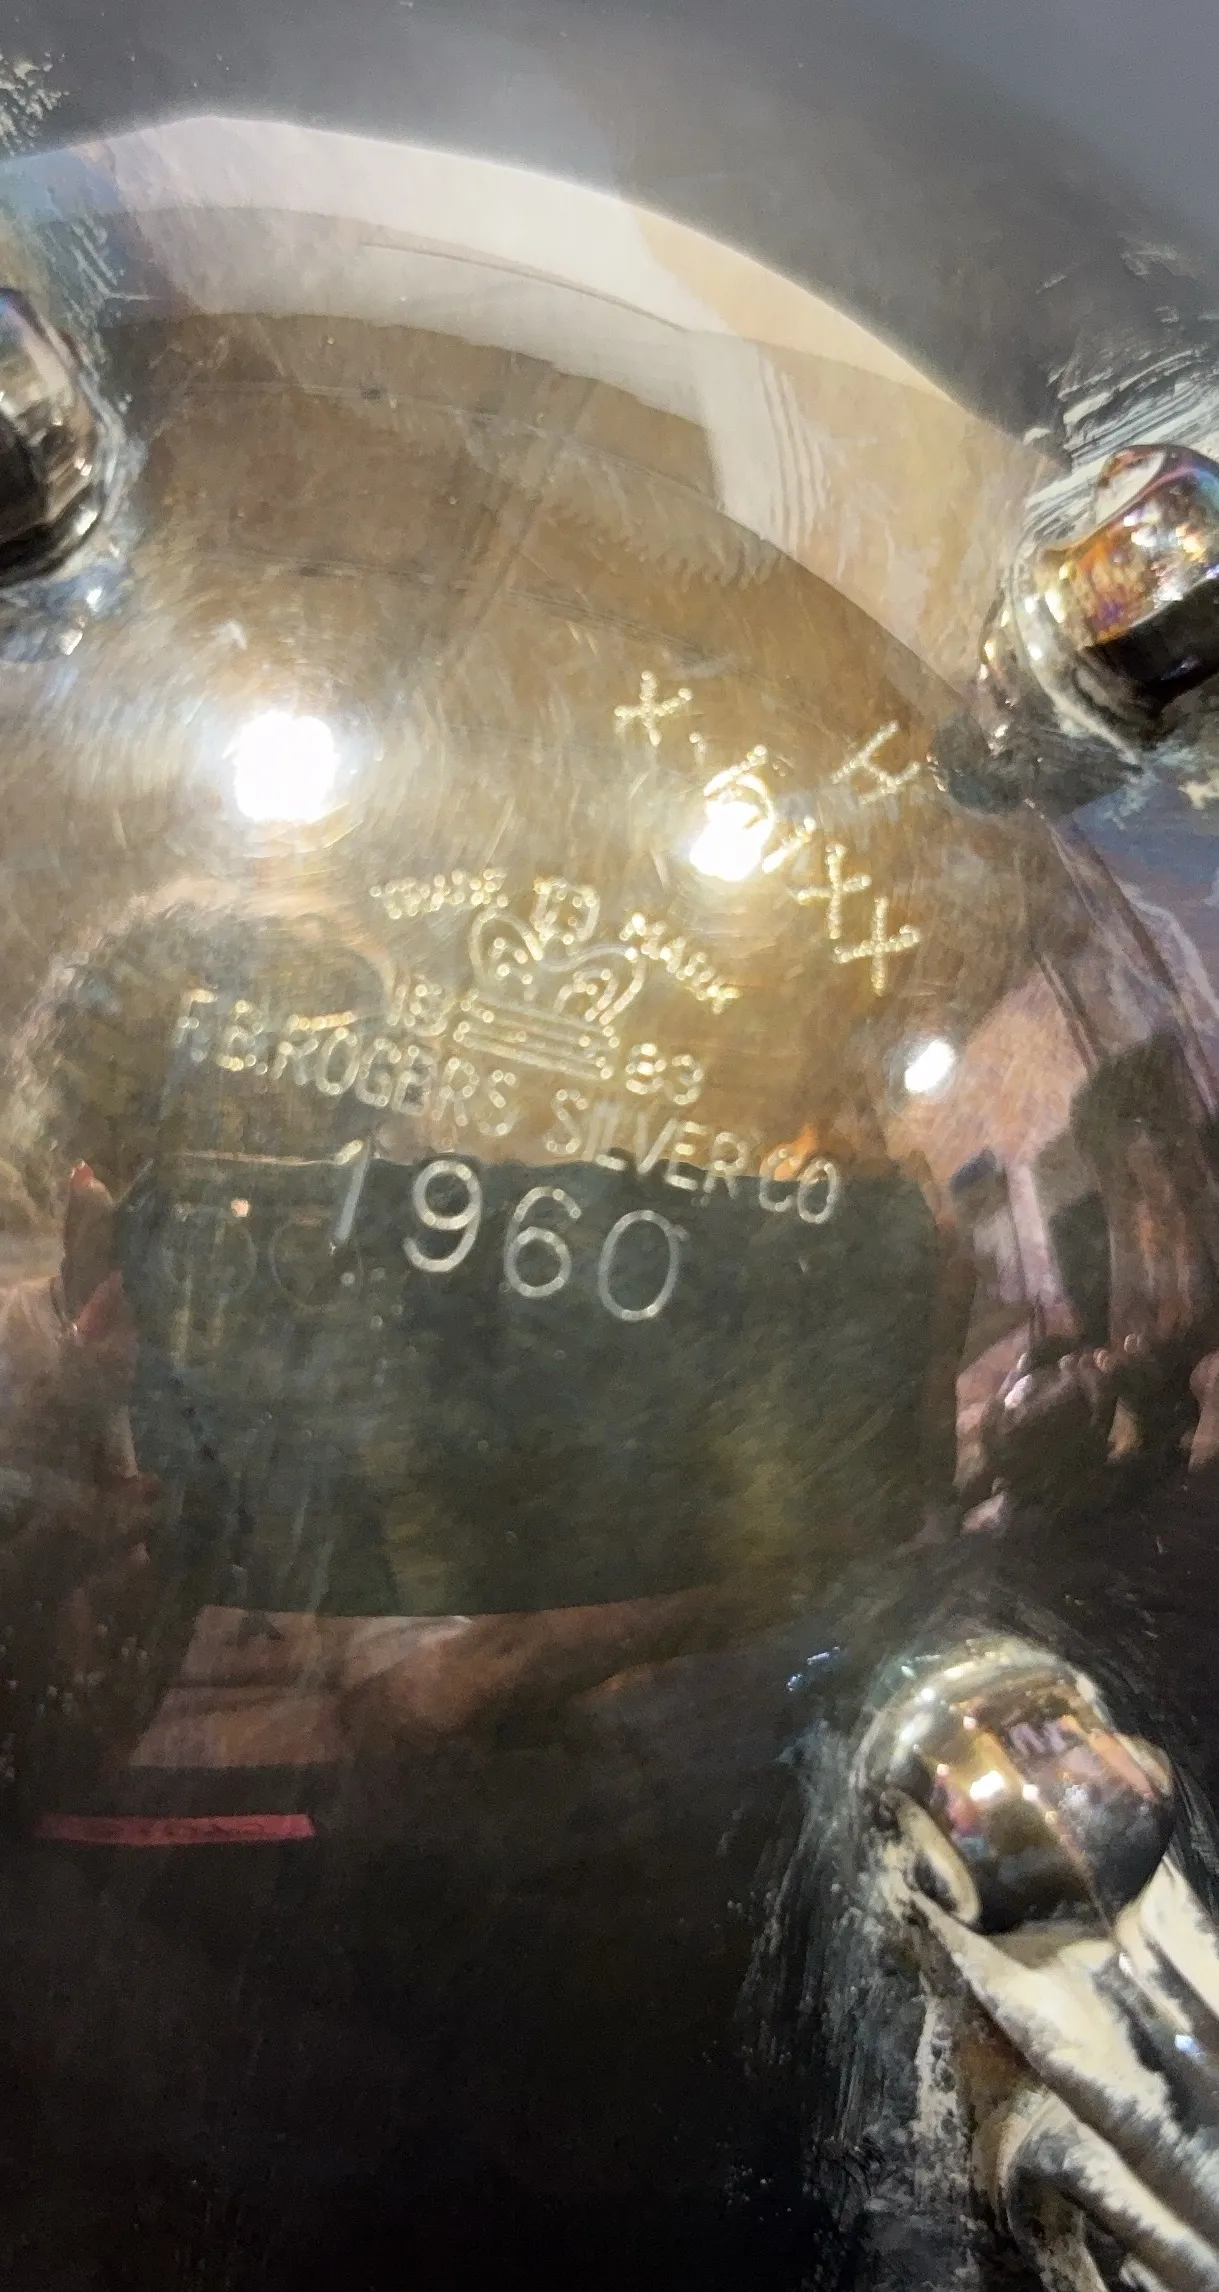 TRADE MARK
18 83
F.B. ROGERS SILVER CO
1960